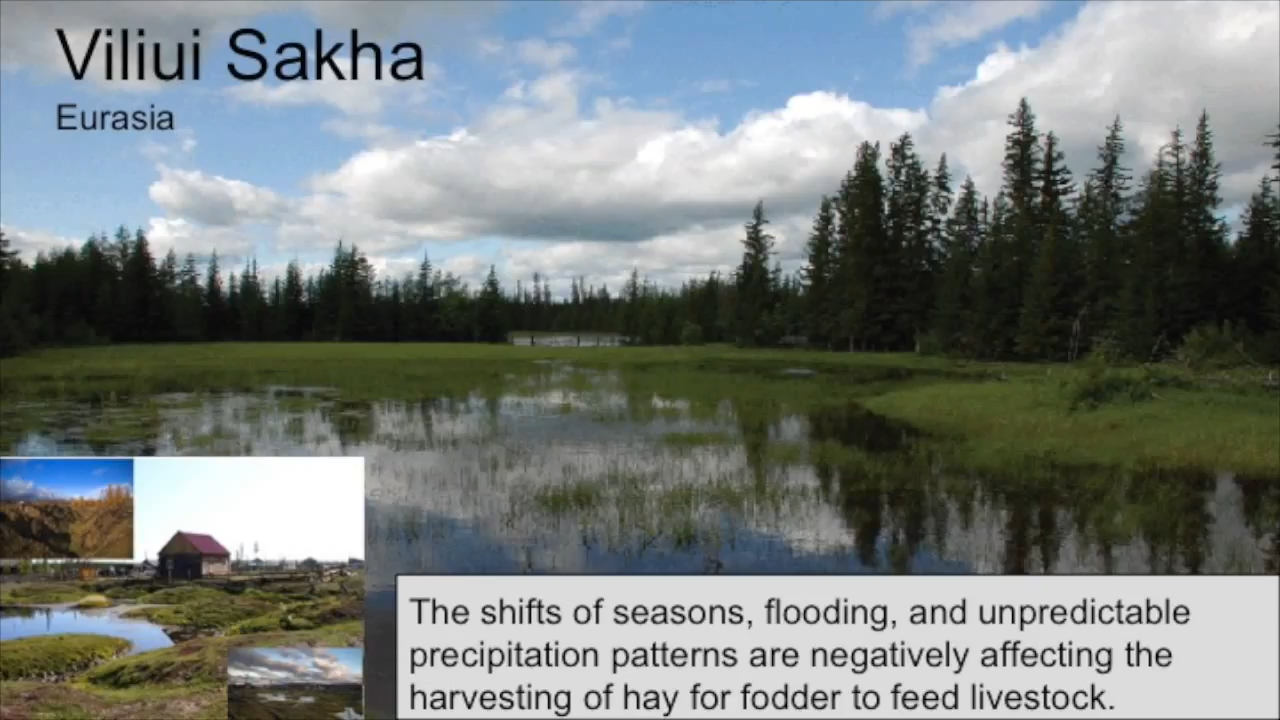 Viliui Sakha
Eurasia
The shifts of seasons, flooding, and unpredictable
precipitation patterns are negatively affecting the
harvesting of hay for fodder to feed livestock.